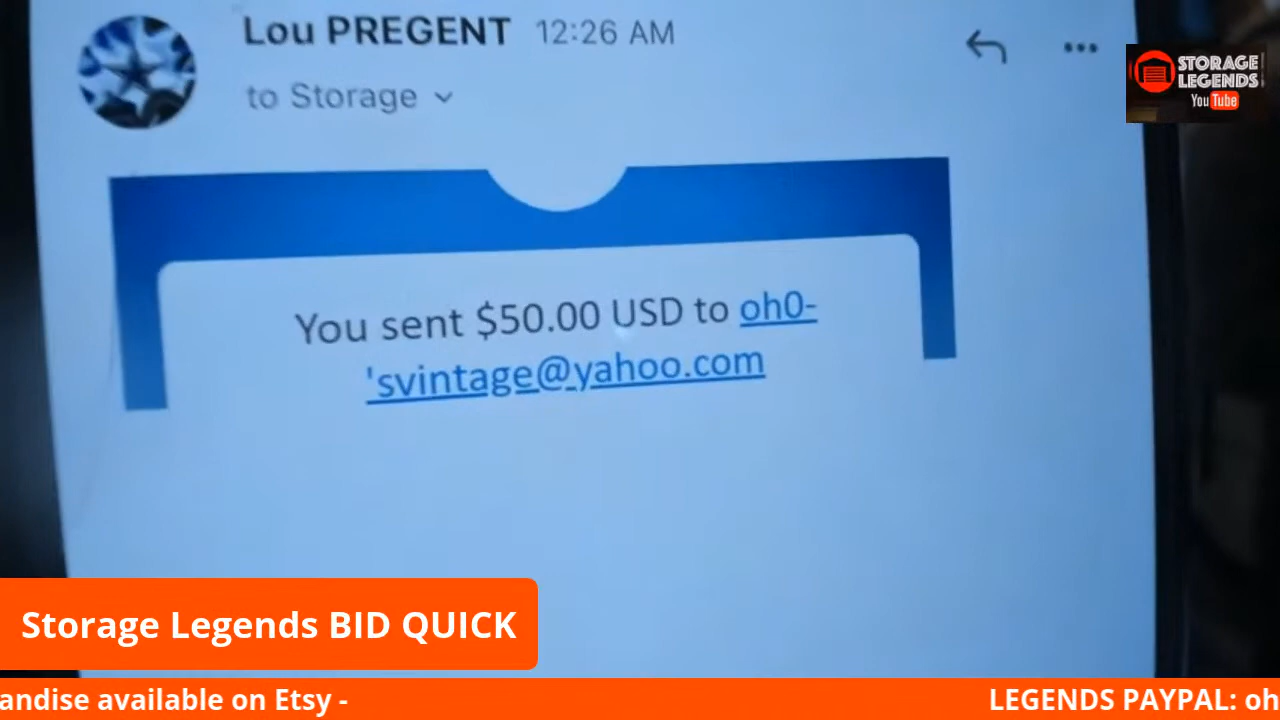 Lou PREGENT 12:26 AM
to Storage
STORAGE
LEGENDS
YouTube
You sent $50.00 USD to oh0-
'svintage@yahoo.com
Storage Legends BID QUICK
andise available on Etsy -
LEGENDS PAYPAL: oh